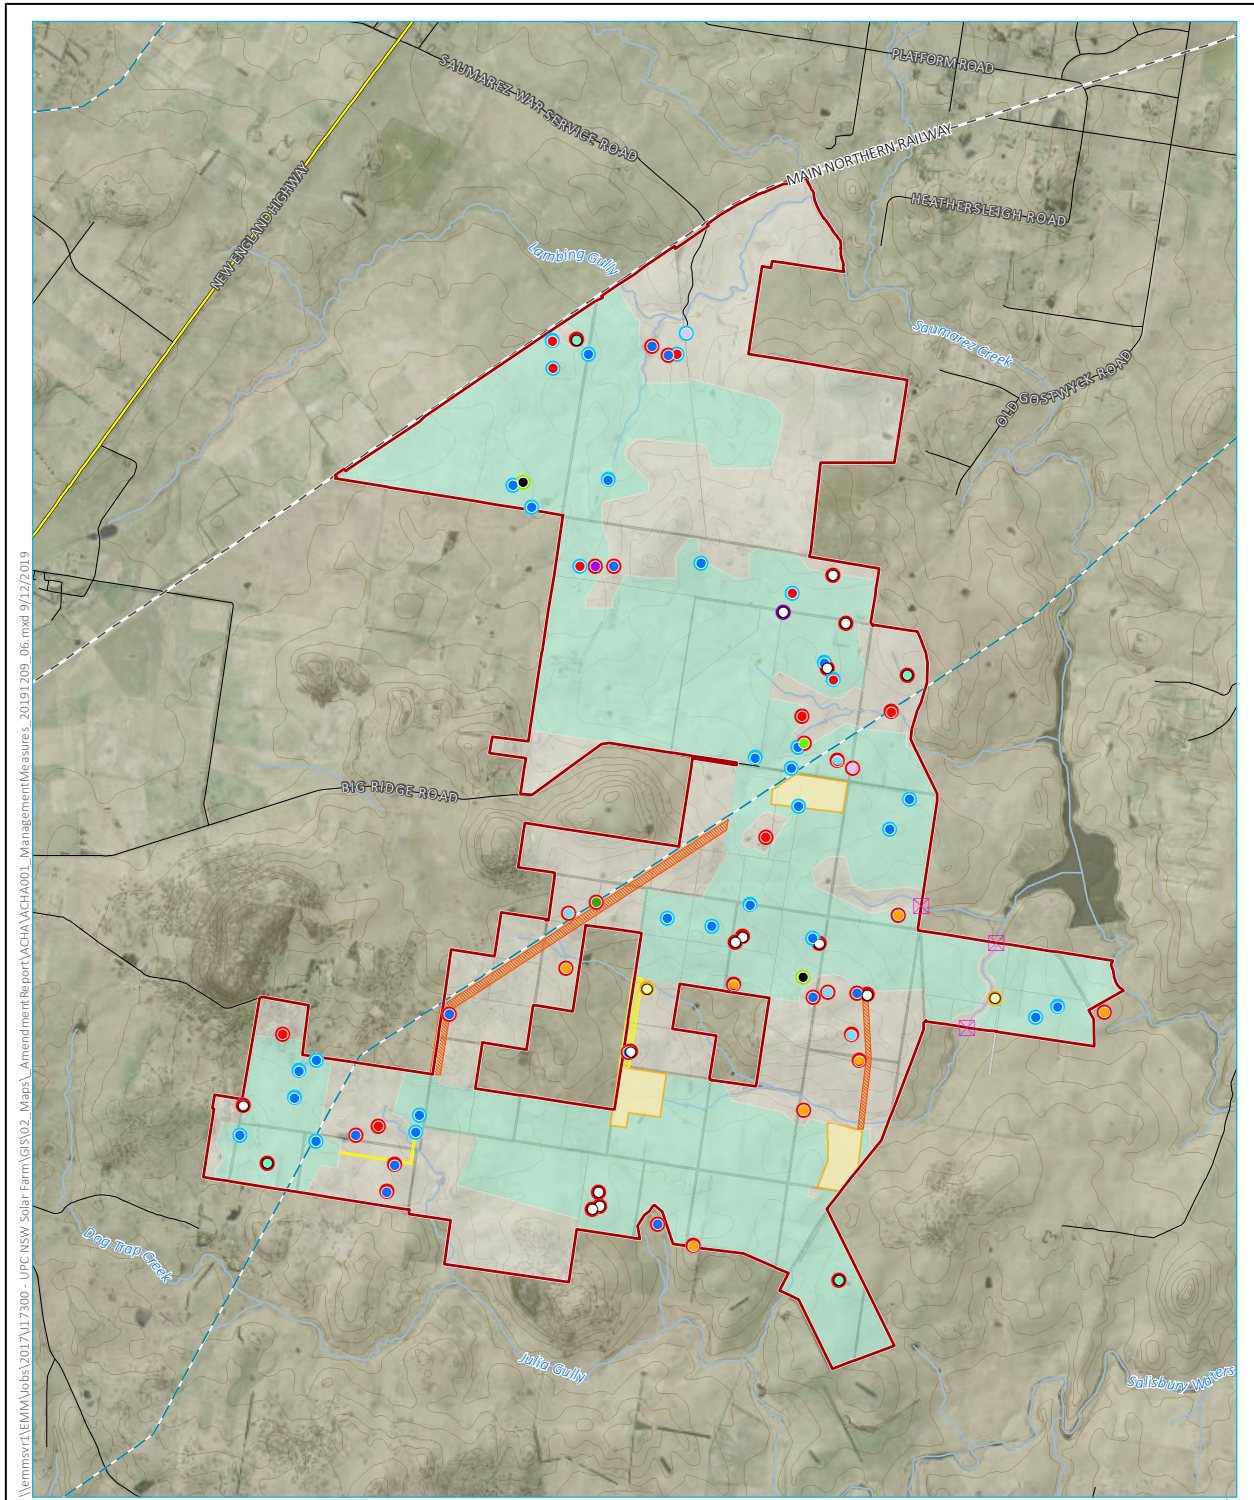 PLATFORM ROAD
SAUMAREZ WAR SERVICE ROAD
MAIN NORTHERN RAILWAY
NEW ENGLAND HIGHWAY
HEATHERSLEIGH ROAD
Lambing Gully
Saumarez Creek
OLD GOSTWYCK ROAD
BIG RIDGE ROAD
Dog Trap Creek
Julia Gully
Salisbury Waters
\\emmsvr1\EMM\Jobs\2017\J17300 - UPC NSW Solar Farm\GIS\02_Maps\_AmendmentReport\ACHA\ACHA001_ManagementMeasures_20191209_06.mxd 9/12/2019